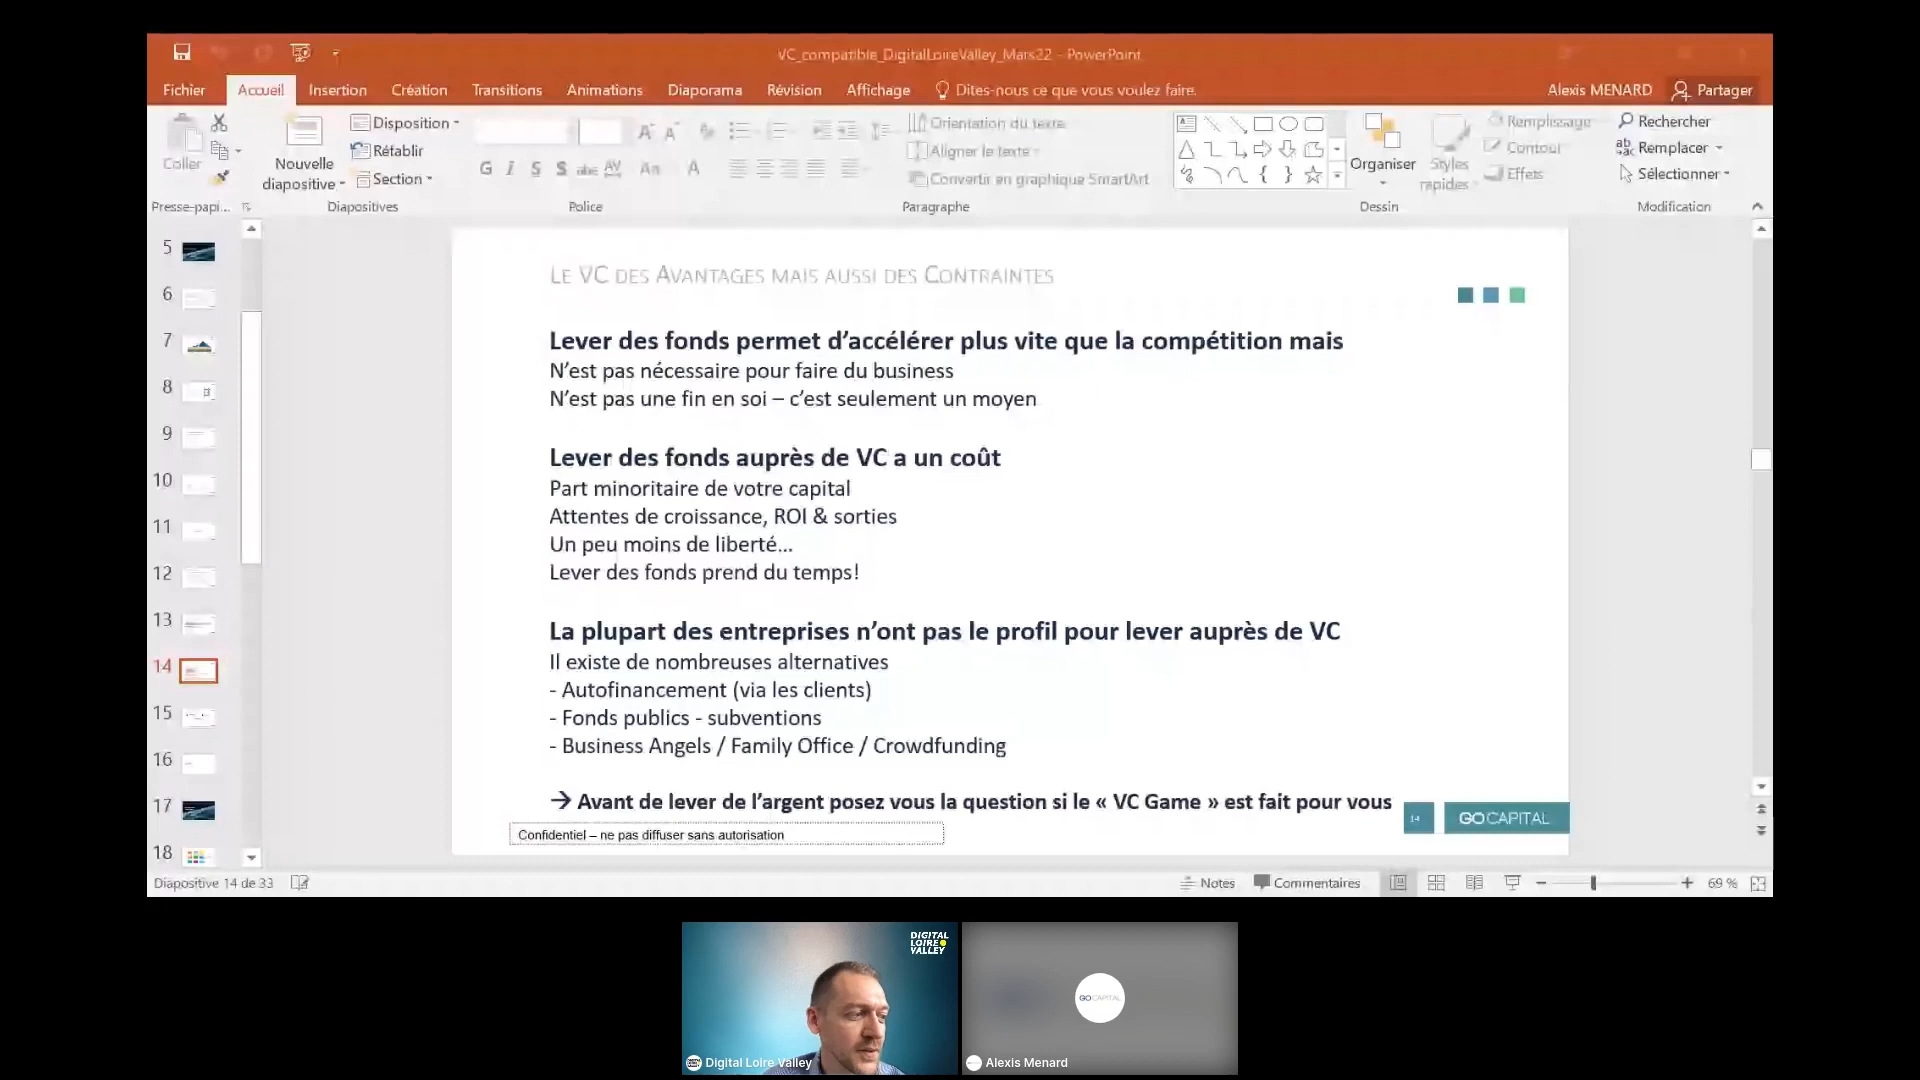 VC_compatible_DigitalLoireValley_Mars22 - PowerPoint
Fichier Accueil Insertion Création Transitions Animations Diaporama Révision Affichage Dites-nous ce que vous voulez faire. Alexis MENARD Partager
Coller
Nouvelle diapositive
Disposition
Rétablir
Section
G I S S abc AV Aa A
Orientation du texte
Aligner le texte
Convertir en graphique SmartArt
Organiser
Styles rapides
Remplissage
Contour
Effets
Rechercher
Remplacer
Sélectionner
Presse-papi... Diapositives Police Paragraphe Dessin Modification
5
6
7
8
9
10
11
12
13
14
15
16
17
18
Le VC des Avantages mais aussi des Contraintes
Lever des fonds permet d’accélérer plus vite que la compétition mais
N’est pas nécessaire pour faire du business
N’est pas une fin en soi – c’est seulement un moyen
Lever des fonds auprès de VC a un coût
Part minoritaire de votre capital
Attentes de croissance, ROI & sorties
Un peu moins de liberté...
Lever des fonds prend du temps!
La plupart des entreprises n’ont pas le profil pour lever auprès de VC
Il existe de nombreuses alternatives
- Autofinancement (via les clients)
- Fonds publics - subventions
- Business Angels / Family Office / Crowdfunding
→ Avant de lever de l’argent posez vous la question si le « VC Game » est fait pour vous
14 GO CAPITAL
Confidentiel – ne pas diffuser sans autorisation
Diapositive 14 de 33 Notes Commentaires 69 %
DIGITAL
LOIRE
VALLEY
GO CAPITAL
Digital Loire Valley
Alexis Menard